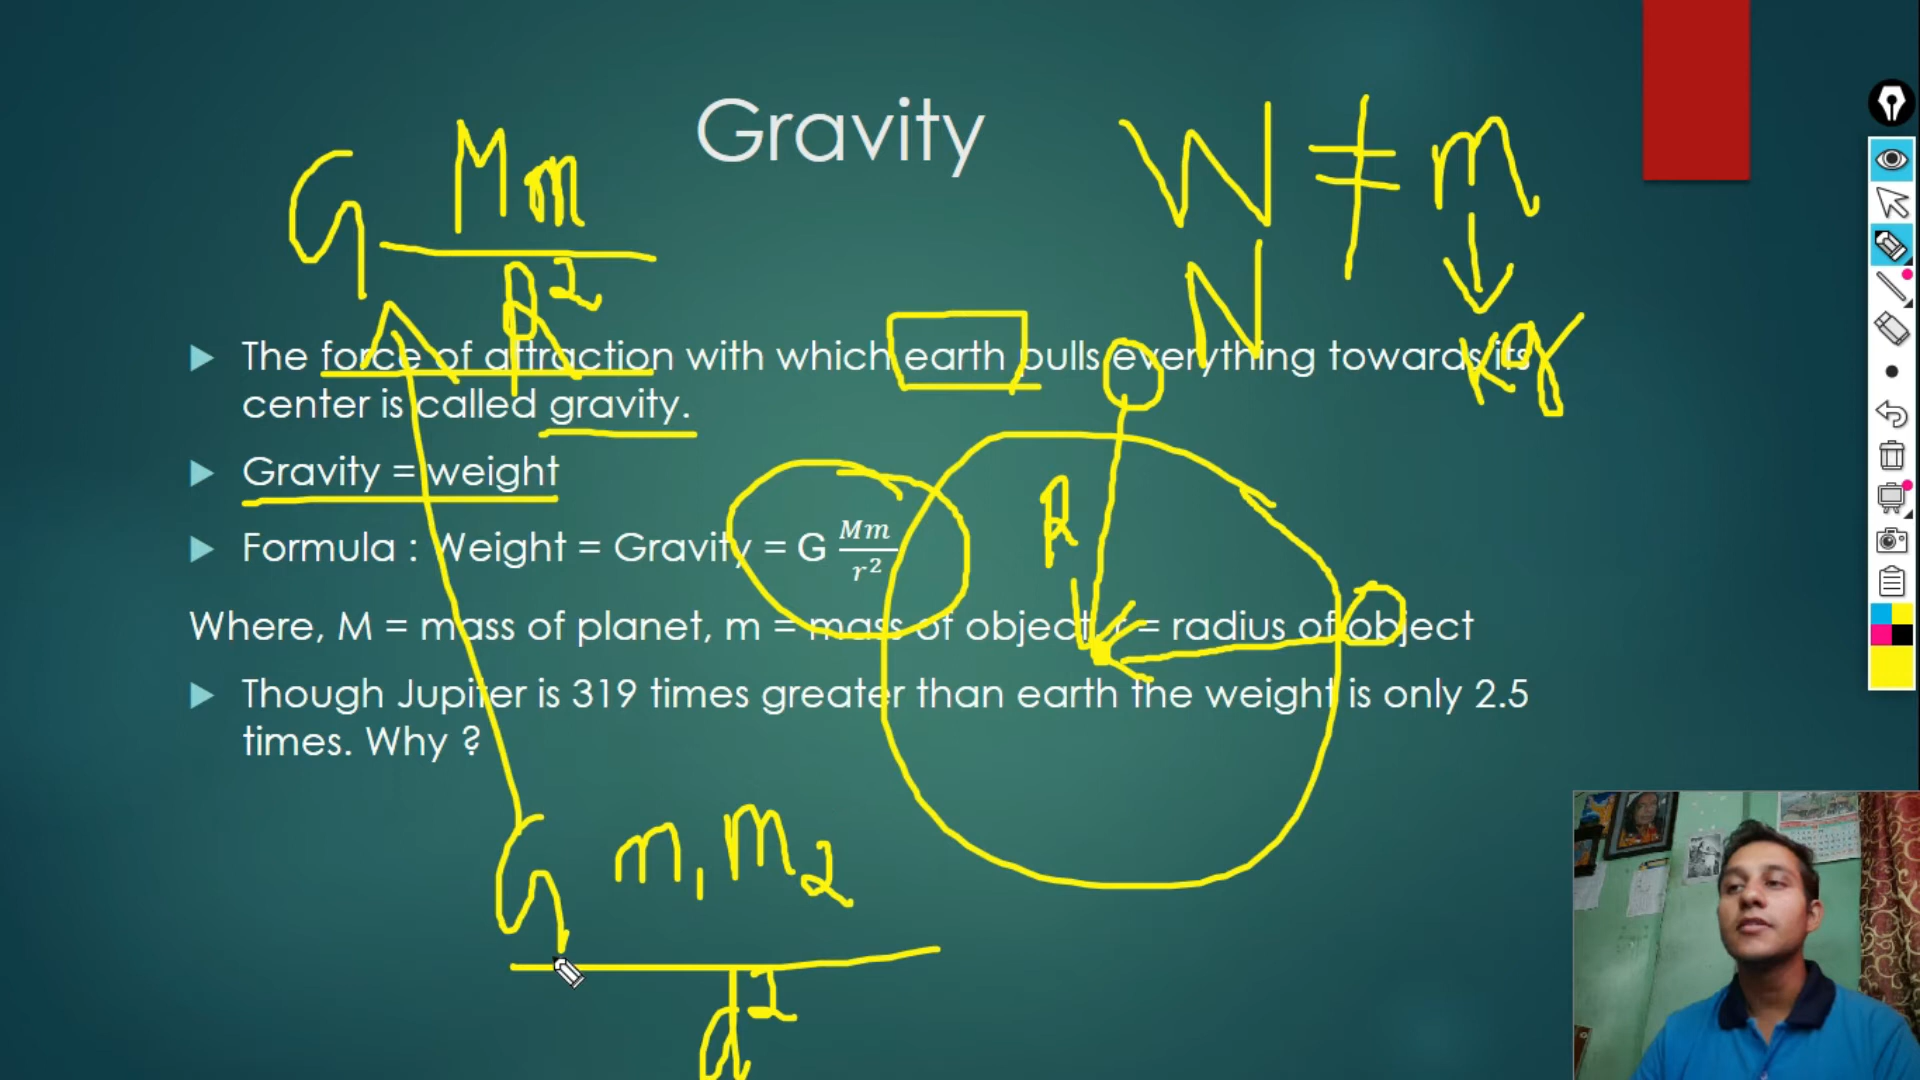 Gravity
G Mm
R²
W ≠ m
N
kg
The force of attraction with which earth pulls everything towards its
center is called gravity.
Gravity = weight
R
Formula : Weight = Gravity = G Mm
r²
Where, M = mass of planet, m = mass of object, r = radius of object
Though Jupiter is 319 times greater than earth the weight is only 2.5
times. Why ?
G m₁m₂
d²